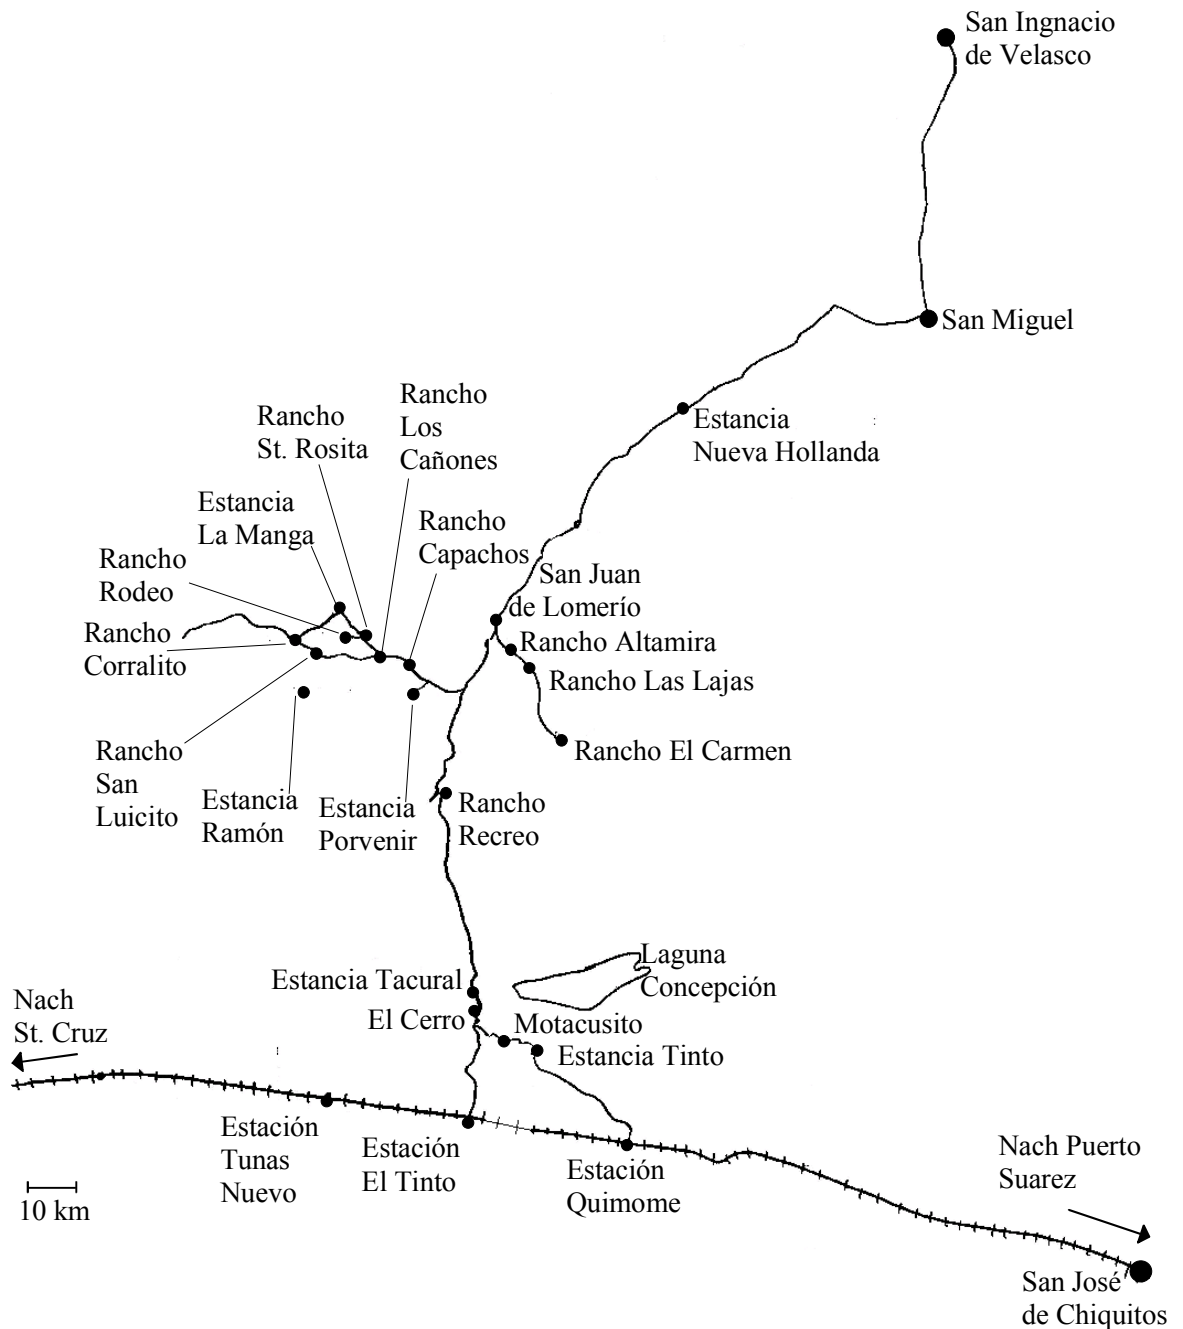 San Ingnacio
de Velasco
San Miguel
Estancia
Nueva Hollanda
Rancho
Los
Cañones
Rancho
St. Rosita
Estancia
La Manga
Rancho
Capachos
Rancho
Rodeo
San Juan
de Lomerío
Rancho
Corralito
Rancho Altamira
Rancho Las Lajas
Rancho El Carmen
Rancho
San
Luicito
Estancia
Ramón
Estancia
Porvenir
Rancho
Recreo
Laguna
Concepción
Estancia Tacural
El Cerro
Motacusito
Estancia Tinto
Nach
St. Cruz
Estación
Tunas
Nuevo
Estación
El Tinto
Estación
Quimome
Nach Puerto
Suarez
10 km
San José
de Chiquitos